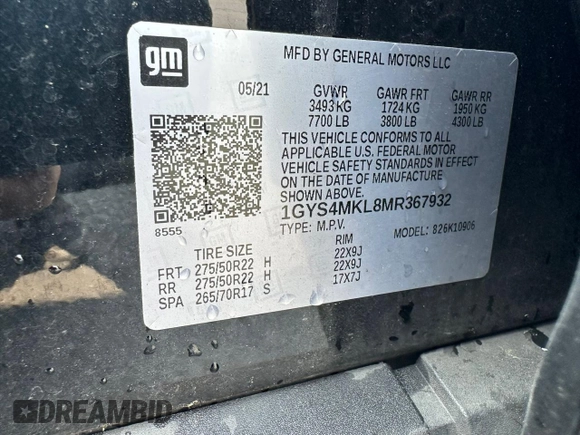 gm
MFD BY GENERAL MOTORS LLC
05/21 GVWR GAWR FRT GAWR RR
3493 KG 1724 KG 1950 KG
7700 LB 3800 LB 4300 LB
THIS VEHICLE CONFORMS TO ALL
APPLICABLE U.S. FEDERAL MOTOR
VEHICLE SAFETY STANDARDS IN EFFECT
ON THE DATE OF MANUFACTURE SHOWN ABOVE.
1GYS4MKL8MR367932
8555 TYPE: M.P.V. MODEL: 826K10906
TIRE SIZE RIM
FRT 275/50R22 H 22X9J
RR 275/50R22 H 22X9J
SPA 265/70R17 S 17X7J
DREAMBID